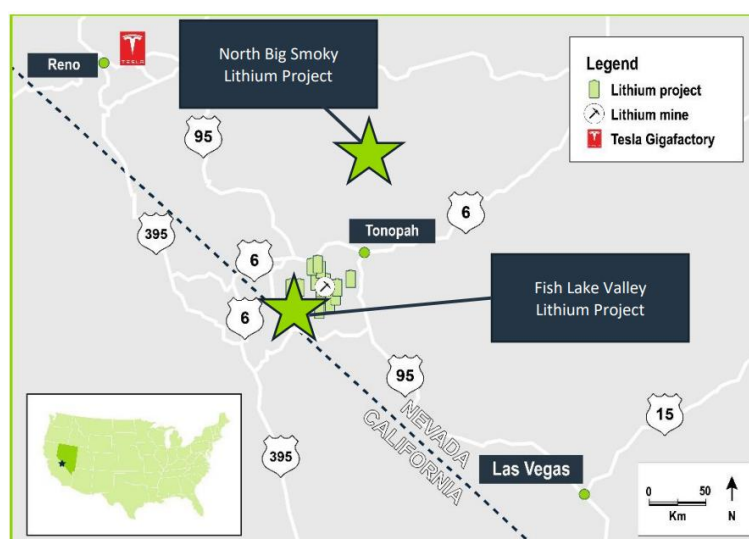 Reno
TESLA
North Big Smoky
Lithium Project
Legend
Lithium project
Lithium mine
Tesla Gigafactory
95
395
6
Tonopah
6
6
Fish Lake Valley
Lithium Project
95
NEVADA
CALIFORNIA
15
395
Las Vegas
0 50
Km
N